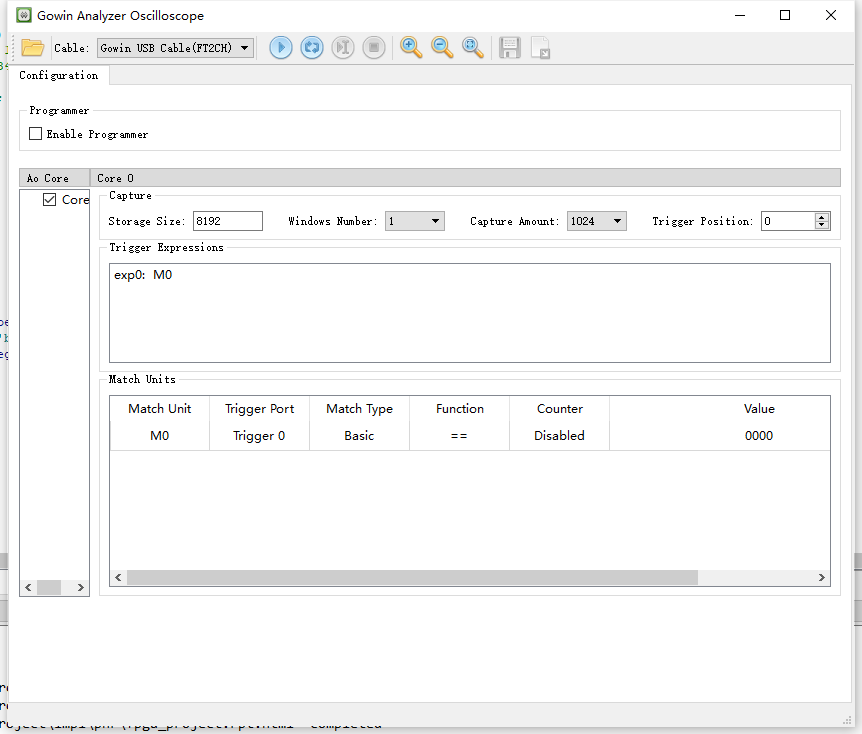 Gowin Analyzer Oscilloscope
Cable: Gowin USB Cable(FT2CH)
Configuration
Programmer
Enable Programmer
Ao Core Core 0
Core
Capture
Storage Size: 8192 Windows Number: 1 Capture Amount: 1024 Trigger Position: 0
Trigger Expressions
exp0: M0
Match Units
Match Unit Trigger Port Match Type Function Counter Value
M0 Trigger 0 Basic == Disabled 0000